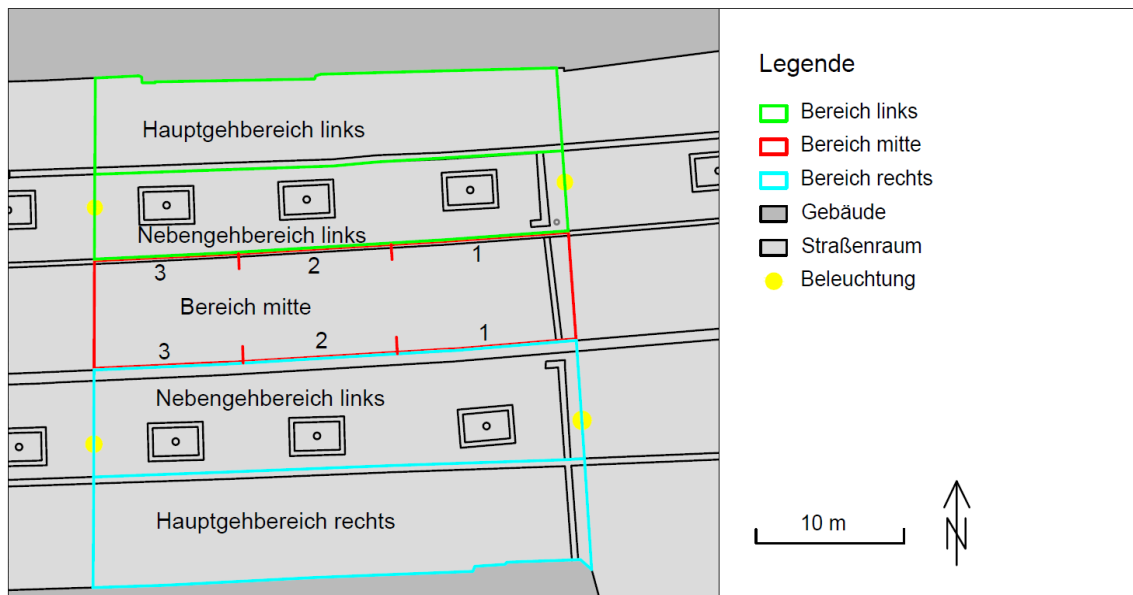 Hauptgehbereich links
Nebengehbereich links
3 2 1
Bereich mitte
3 2 1
Nebengehbereich links
Hauptgehbereich rechts
Legende
Bereich links
Bereich mitte
Bereich rechts
Gebäude
Straßenraum
Beleuchtung
10 m
N